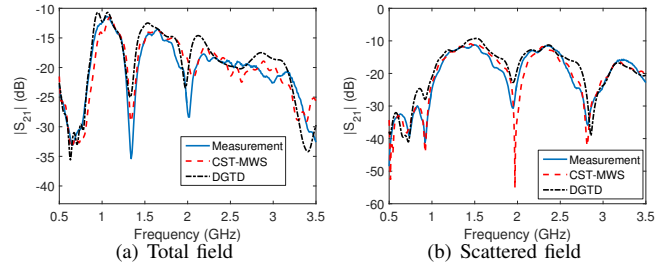 -10
-15
-20
-25
-30
-35
-40
|S21| (dB)
Measurement
CST-MWS
DGTD
0.5 1 1.5 2 2.5 3 3.5
Frequency (GHz)
(a) Total field
0
-10
-20
-30
-40
-50
-60
|S21| (dB)
Measurement
CST-MWS
DGTD
0.5 1 1.5 2 2.5 3 3.5
Frequency (GHz)
(b) Scattered field